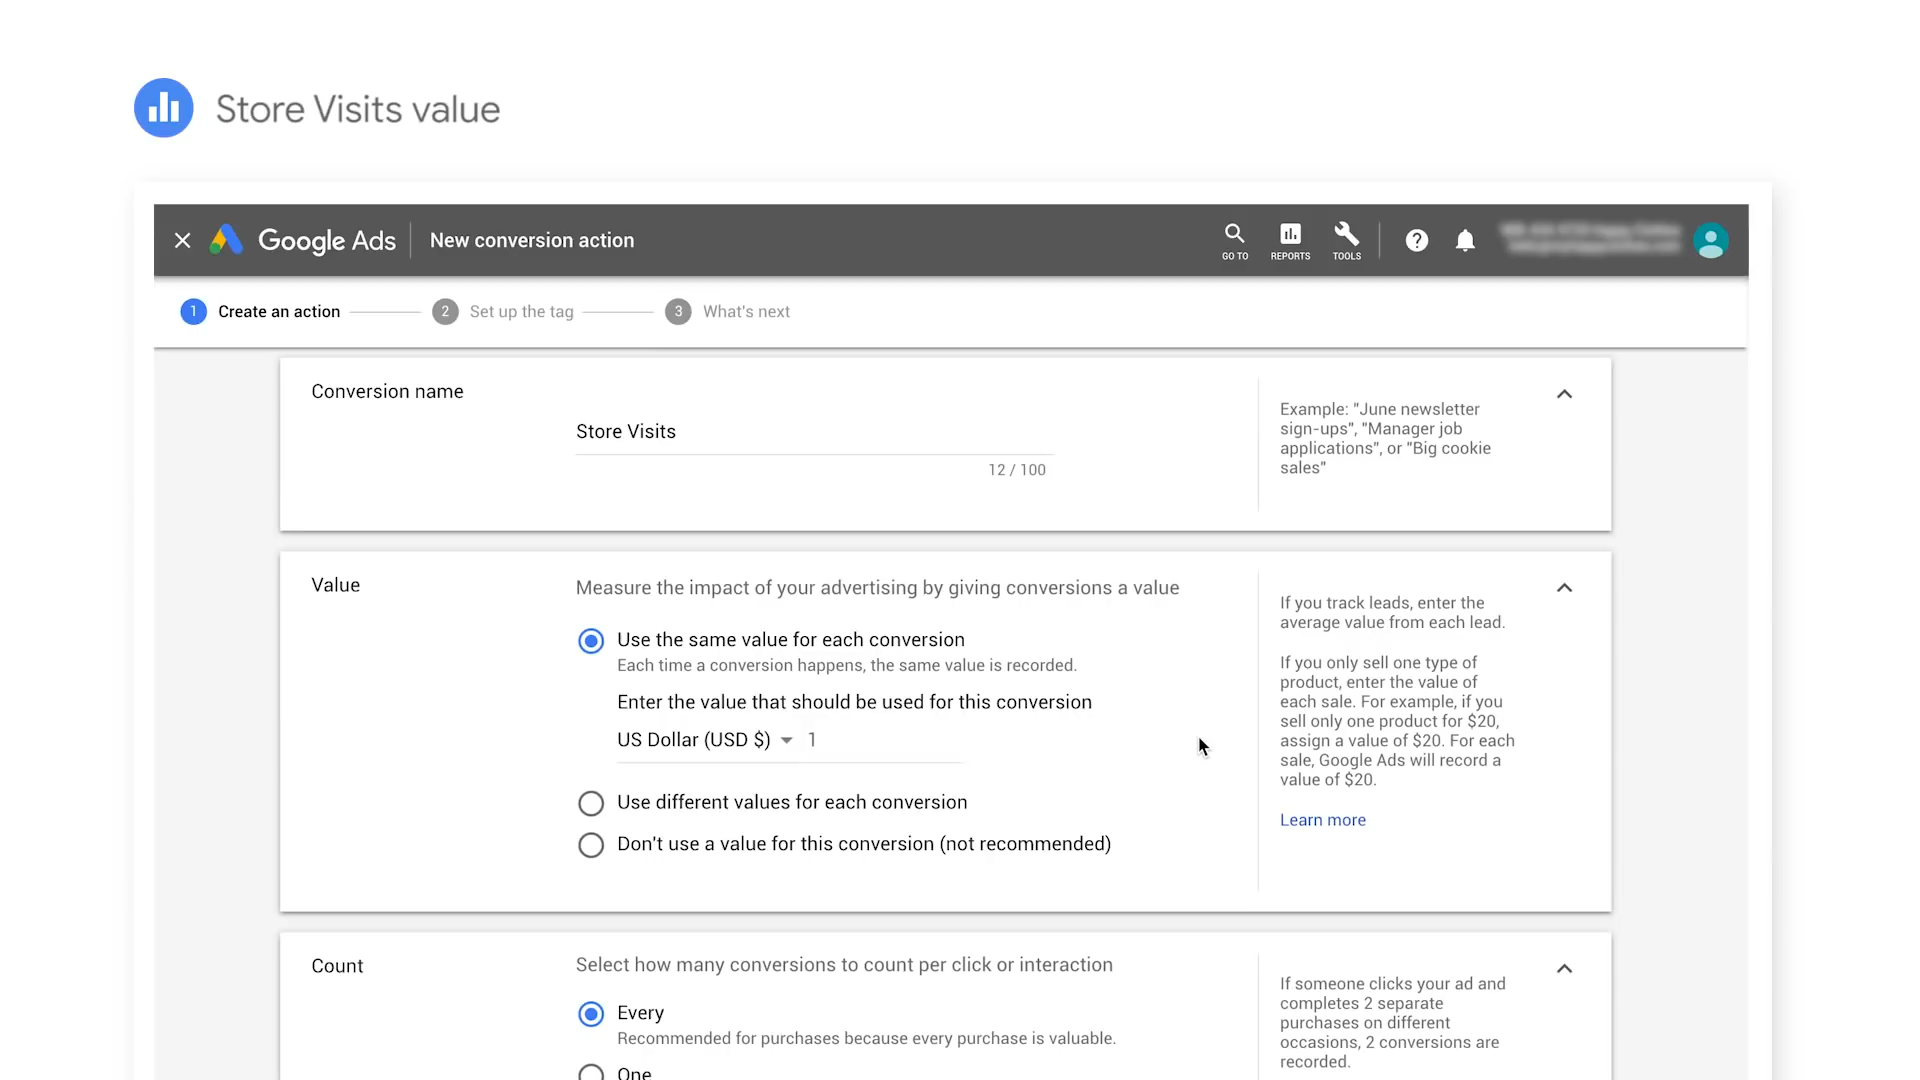 Store Visits value
Google Ads
New conversion action
GO TO
REPORTS
TOOLS
1 Create an action
2 Set up the tag
3 What's next
Conversion name
Store Visits
12 / 100
Example: "June newsletter
sign-ups", "Manager job
applications", or "Big cookie
sales"
Value
Measure the impact of your advertising by giving conversions a value
Use the same value for each conversion
Each time a conversion happens, the same value is recorded.
Enter the value that should be used for this conversion
US Dollar (USD $) 1
Use different values for each conversion
Don't use a value for this conversion (not recommended)
If you track leads, enter the
average value from each lead.
If you only sell one type of
product, enter the value of
each sale. For example, if you
sell only one product for $20,
assign a value of $20. For each
sale, Google Ads will record a
value of $20.
Learn more
Count
Select how many conversions to count per click or interaction
Every
Recommended for purchases because every purchase is valuable.
One
If someone clicks your ad and
completes 2 separate
purchases on different
occasions, 2 conversions are
recorded.